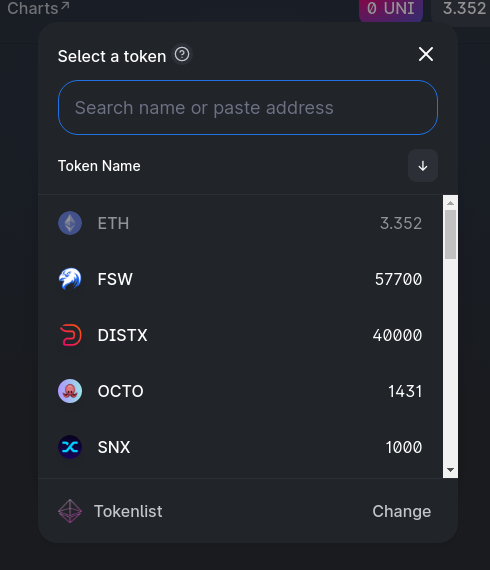 Charts↗ 0 UNI 3.352
Select a token ?
Search name or paste address
Token Name
ETH 3.352
FSW 57700
DISTX 40000
OCTO 1431
SNX 1000
Tokenlist Change